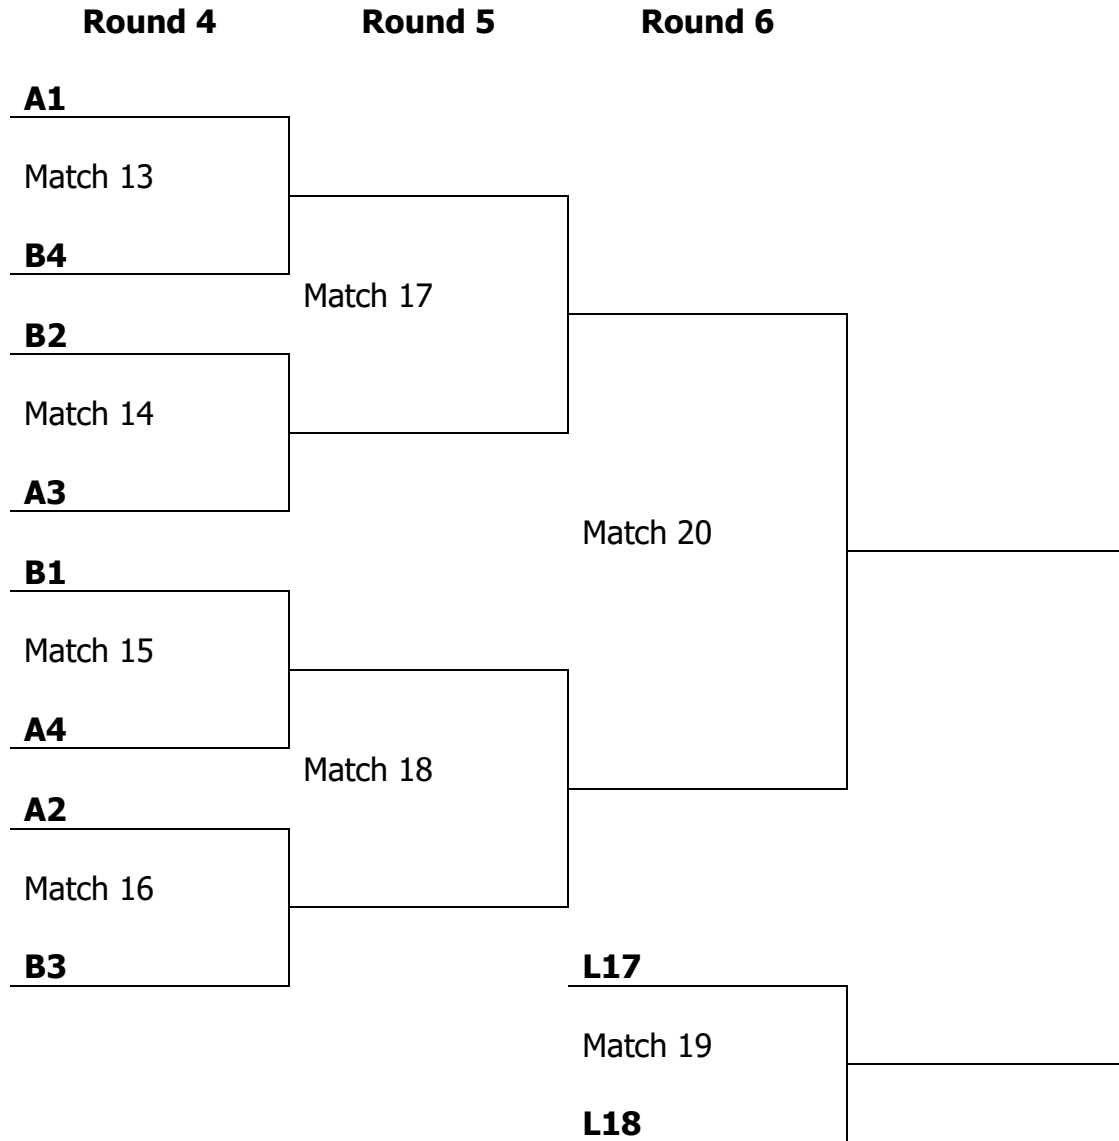 Round 4 Round 5 Round 6
A1
Match 13
B4
Match 17
B2
Match 14
A3
Match 20
B1
Match 15
A4
Match 18
A2
Match 16
B3 L17
Match 19
L18